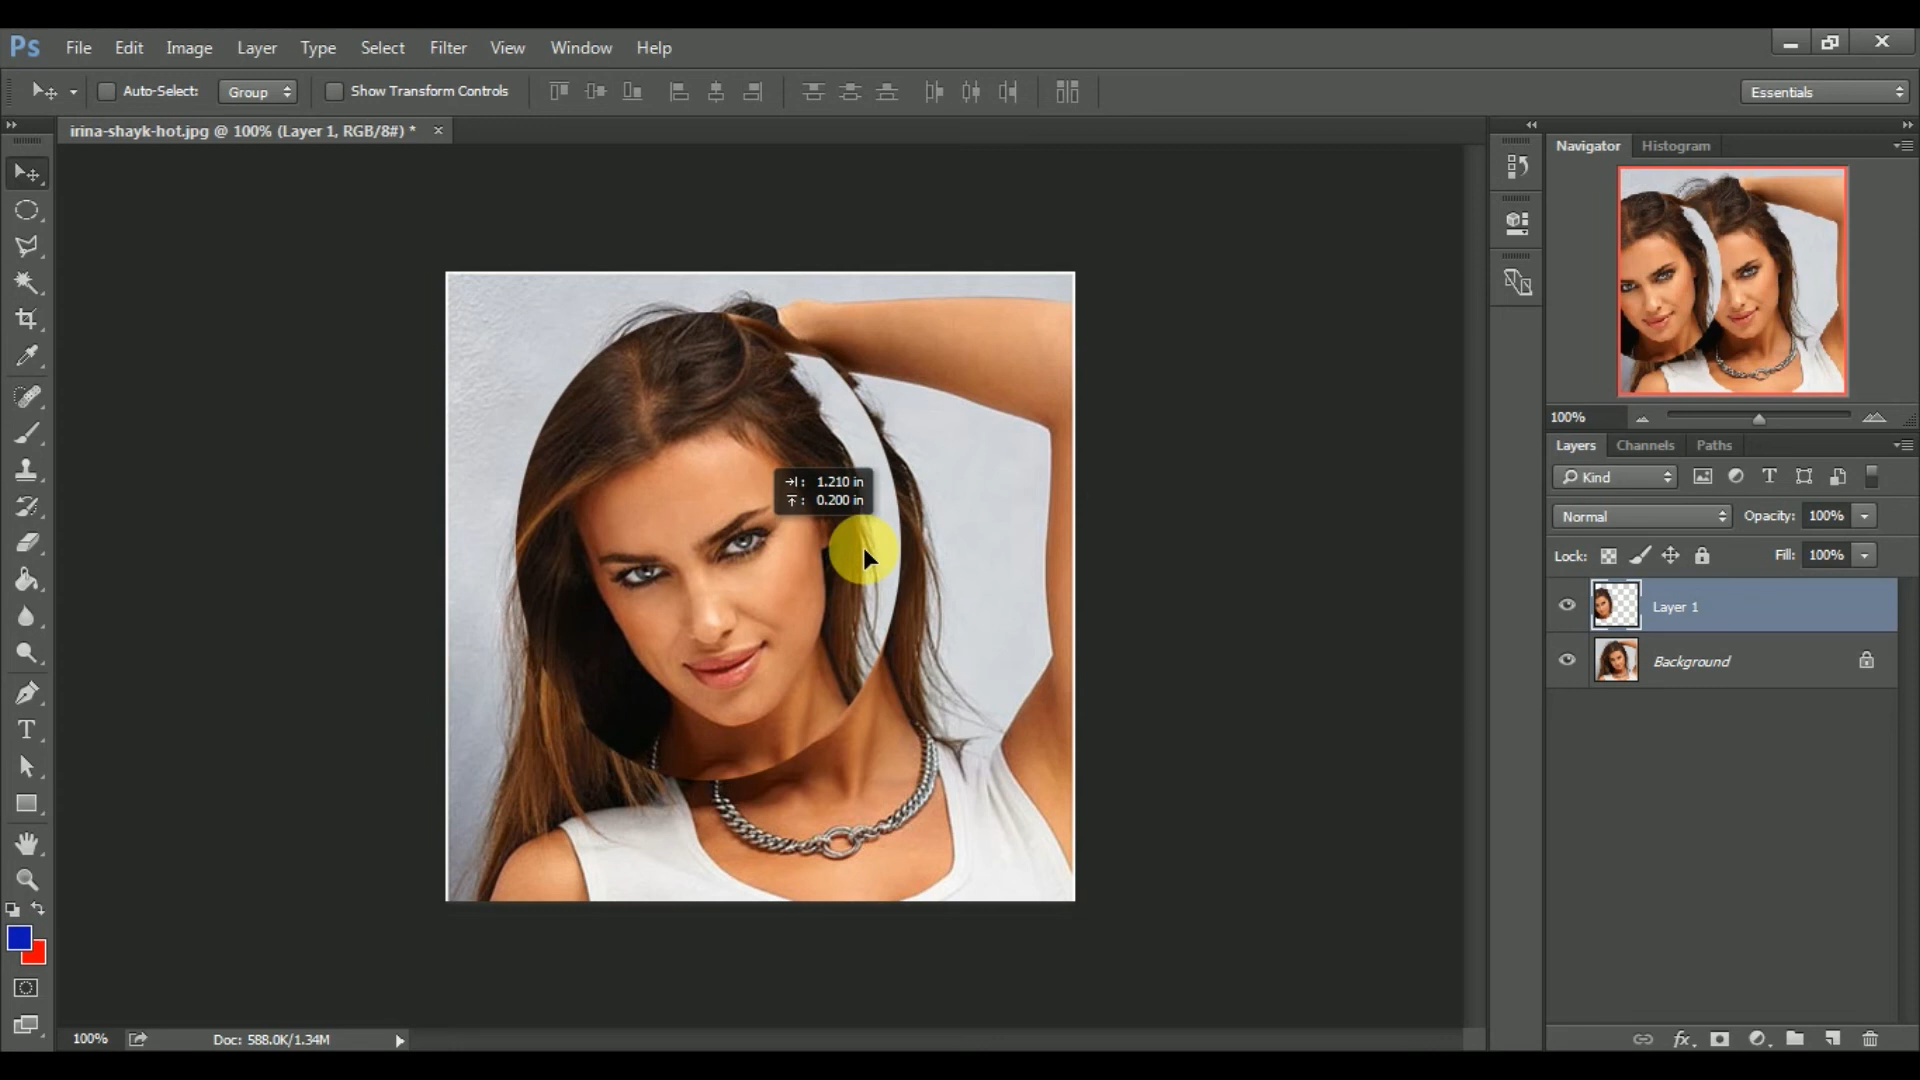 Ps File Edit Image Layer Type Select Filter View Window Help
Auto-Select: Group Show Transform Controls Essentials
irina-shayk-hot.jpg @ 100% (Layer 1, RGB/8#) * ×
Navigator Histogram
100%
Layers Channels Paths
Kind
Normal Opacity: 100%
Lock: Fill: 100%
Layer 1
Background
1.210 in
0.200 in
100% Doc: 588.0K/1.34M
fx